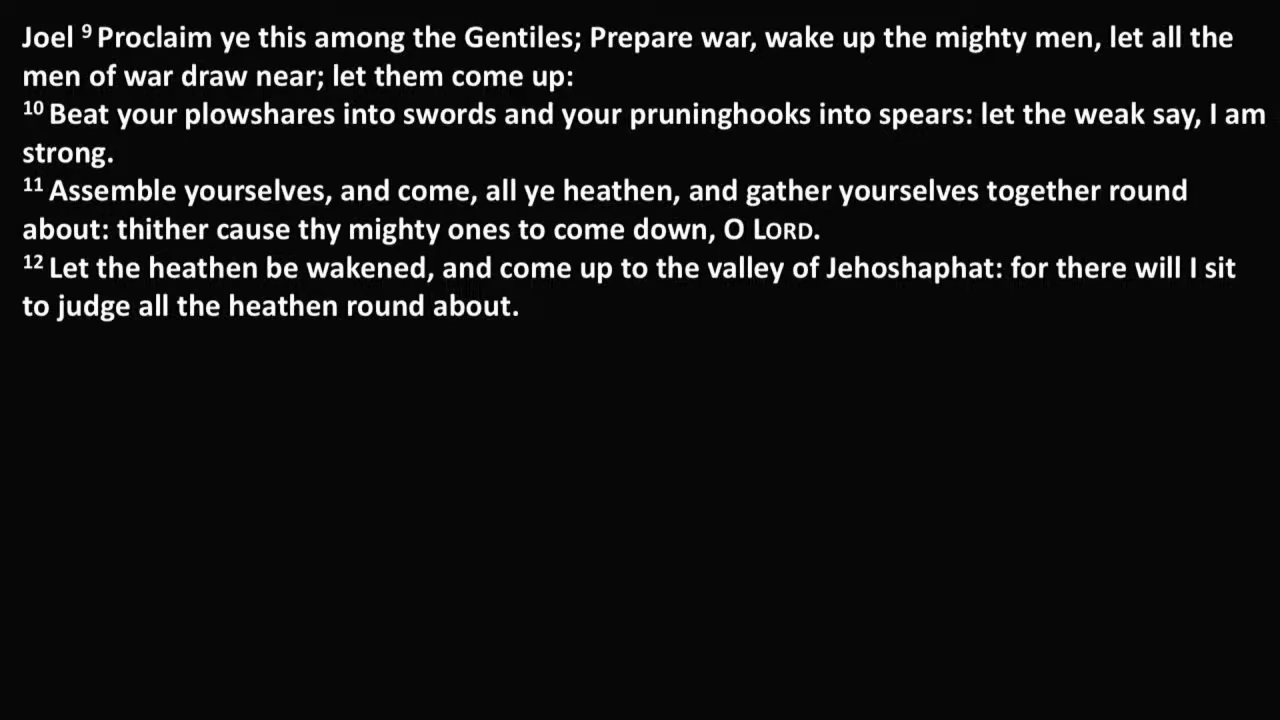 Joel ⁹ Proclaim ye this among the Gentiles; Prepare war, wake up the mighty men, let all the
men of war draw near; let them come up:
¹⁰ Beat your plowshares into swords and your pruninghooks into spears: let the weak say, I am
strong.
¹¹ Assemble yourselves, and come, all ye heathen, and gather yourselves together round
about: thither cause thy mighty ones to come down, O LORD.
¹² Let the heathen be wakened, and come up to the valley of Jehoshaphat: for there will I sit
to judge all the heathen round about.